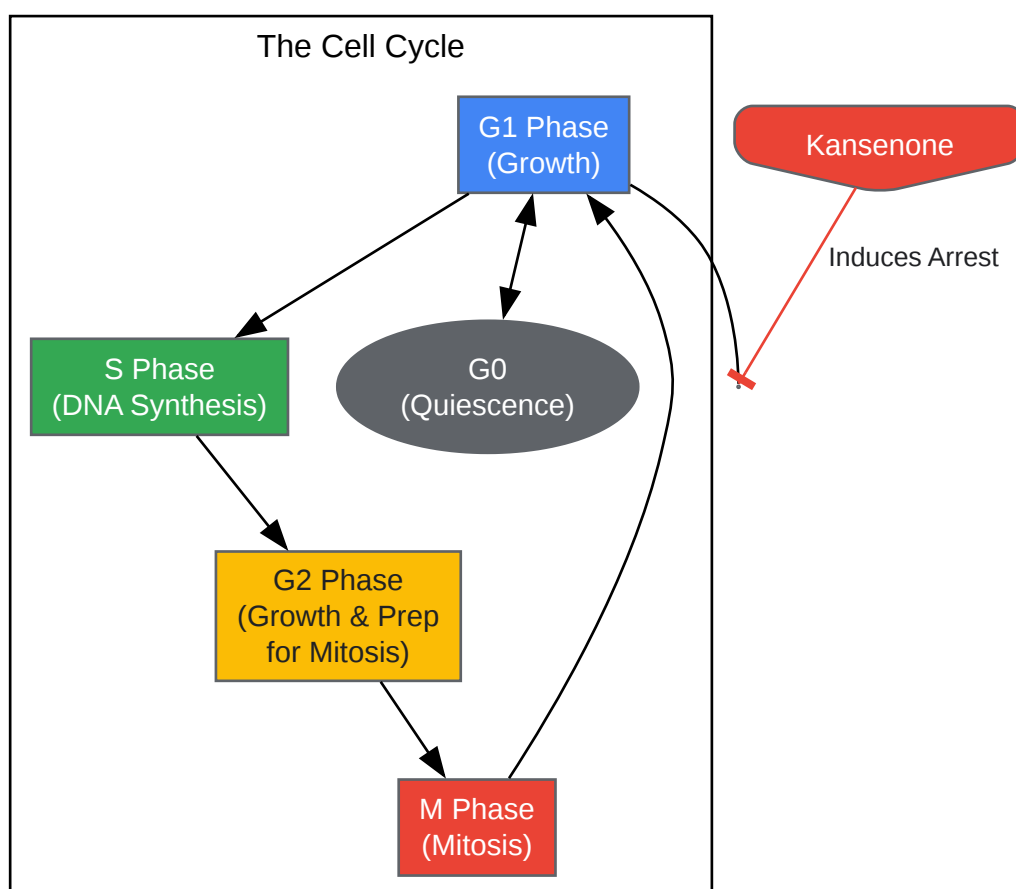 The Cell Cycle
G1 Phase
(Growth)
Kansenone
Induces Arrest
S Phase
(DNA Synthesis)
G0
(Quiescence)
G2 Phase
(Growth & Prep
for Mitosis)
M Phase
(Mitosis)